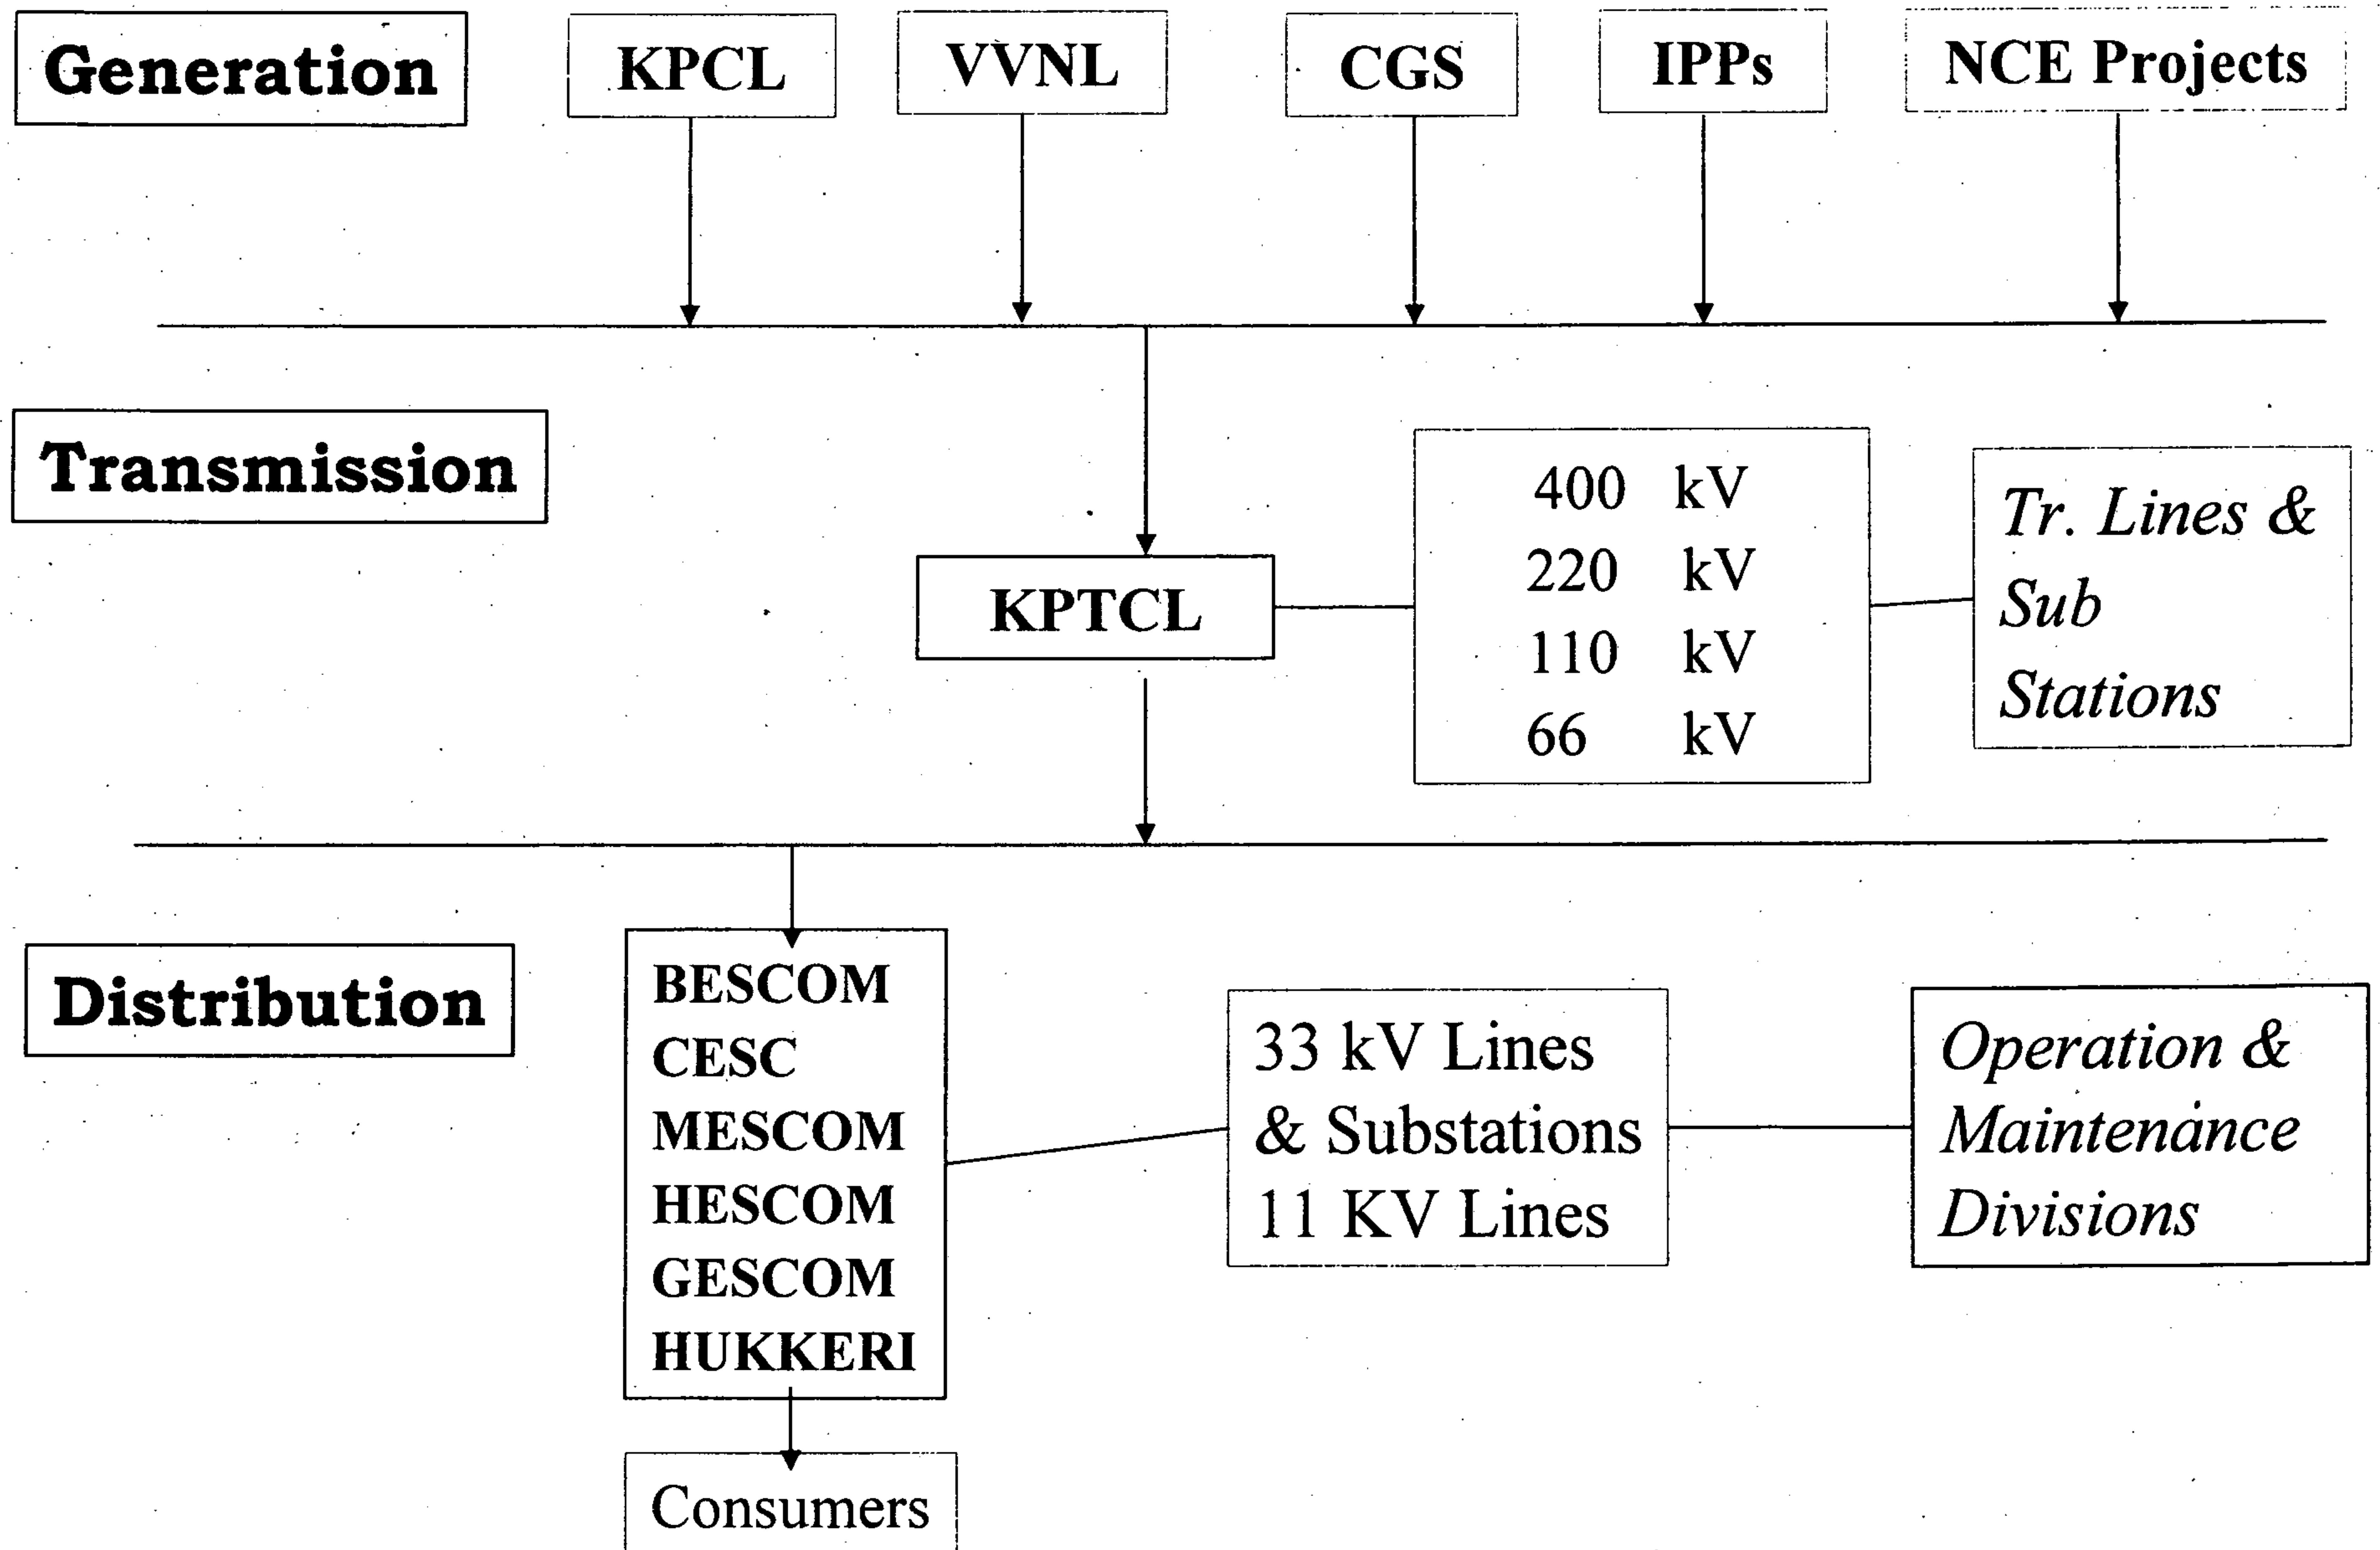 Generation
KPCL
VVNL
CGS
IPPs
NCE Projects
Transmission
KPTCL
400 kV
220 kV
110 kV
66 kV
Tr. Lines &
Sub
Stations
Distribution
BESCOM
CESC
MESCOM
HESCOM
GESCOM
HUKKERI
33 kV Lines
& Substations
11 KV Lines
Operation &
Maintenance
Divisions
Consumers